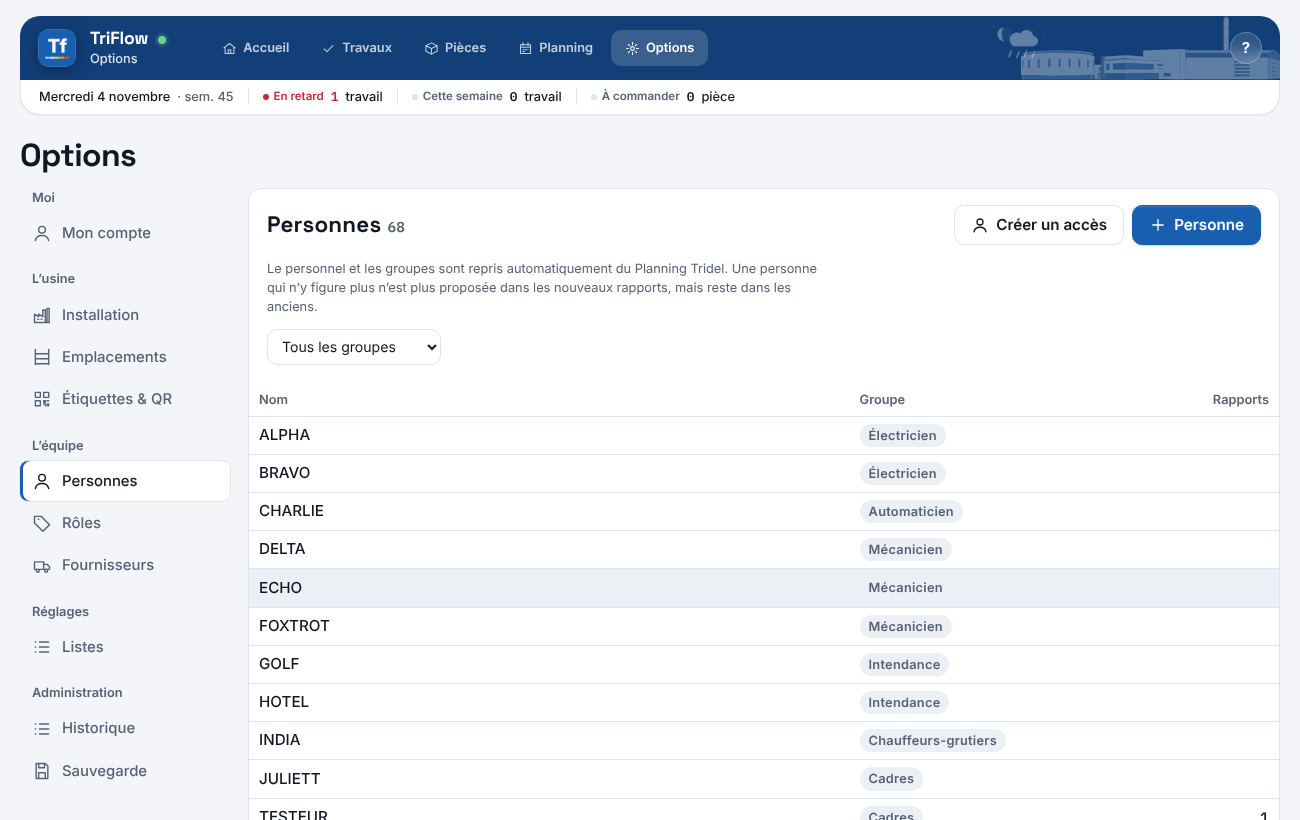 Tf
TriFlow
Options
Accueil
Travaux
Pièces
Planning
Options
?
Mercredi 4 novembre · sem. 45
En retard 1 travail
Cette semaine 0 travail
À commander 0 pièce
Options
Moi
Mon compte
L’usine
Installation
Emplacements
Étiquettes & QR
L’équipe
Personnes
Rôles
Fournisseurs
Réglages
Listes
Administration
Historique
Sauvegarde
Personnes 68
Créer un accès
+ Personne
Le personnel et les groupes sont repris automatiquement du Planning Tridel. Une personne
qui n’y figure plus n’est plus proposée dans les nouveaux rapports, mais reste dans les
anciens.
Tous les groupes
Nom Groupe Rapports
ALPHA Électricien
BRAVO Électricien
CHARLIE Automaticien
DELTA Mécanicien
ECHO Mécanicien
FOXTROT Mécanicien
GOLF Intendance
HOTEL Intendance
INDIA Chauffeurs-grutiers
JULIETT Cadres
TESTEUR Cadres 1